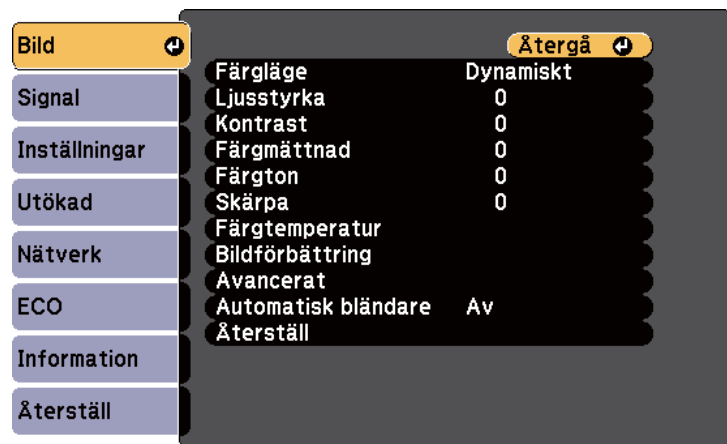 Bild
Signal
Inställningar
Utökad
Nätverk
ECO
Information
Återställ
Återgå
Färgläge Dynamiskt
Ljusstyrka 0
Kontrast 0
Färgmättnad 0
Färgton 0
Skärpa 0
Färgtemperatur
Bildförbättring
Avancerat
Automatisk bländare Av
Återställ